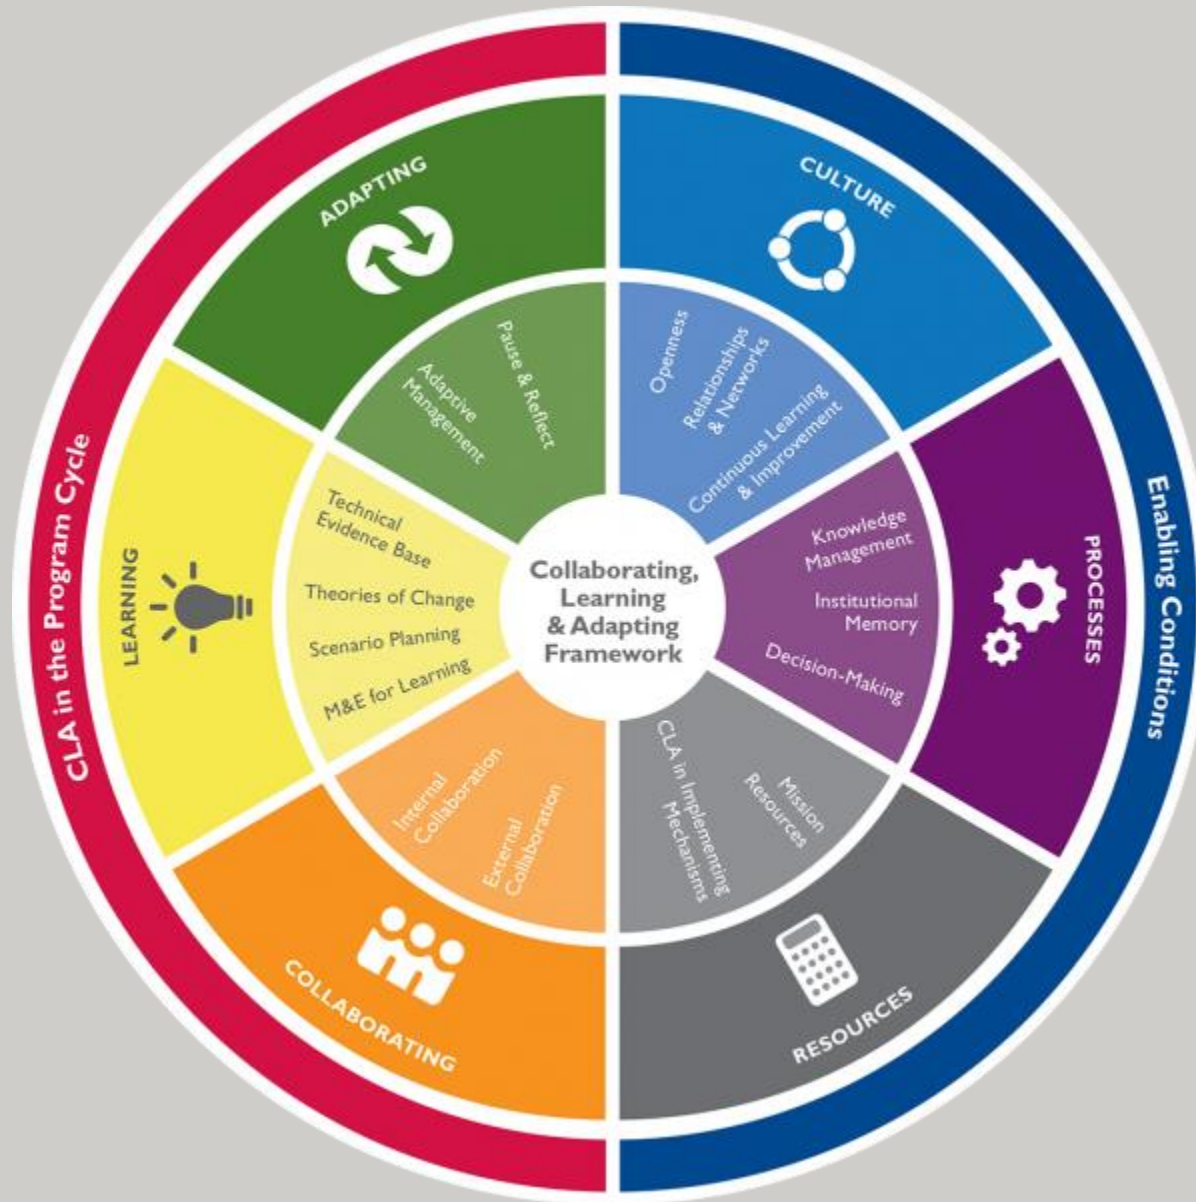 CLA in the Program Cycle
Enabling Conditions
ADAPTING
Adaptive
Management
Pause & Reflect
CULTURE
Openness
Relationships
& Networks
Continuous Learning
& Improvement
LEARNING
Technical
Evidence Base
Theories of Change
Scenario Planning
M&E for Learning
Collaborating,
Learning
& Adapting
Framework
PROCESSES
Knowledge
Management
Institutional
Memory
Decision-Making
COLLABORATING
Internal
Collaboration
External
Collaboration
RESOURCES
CLA in Implementing
Mechanisms
Mission
Resources